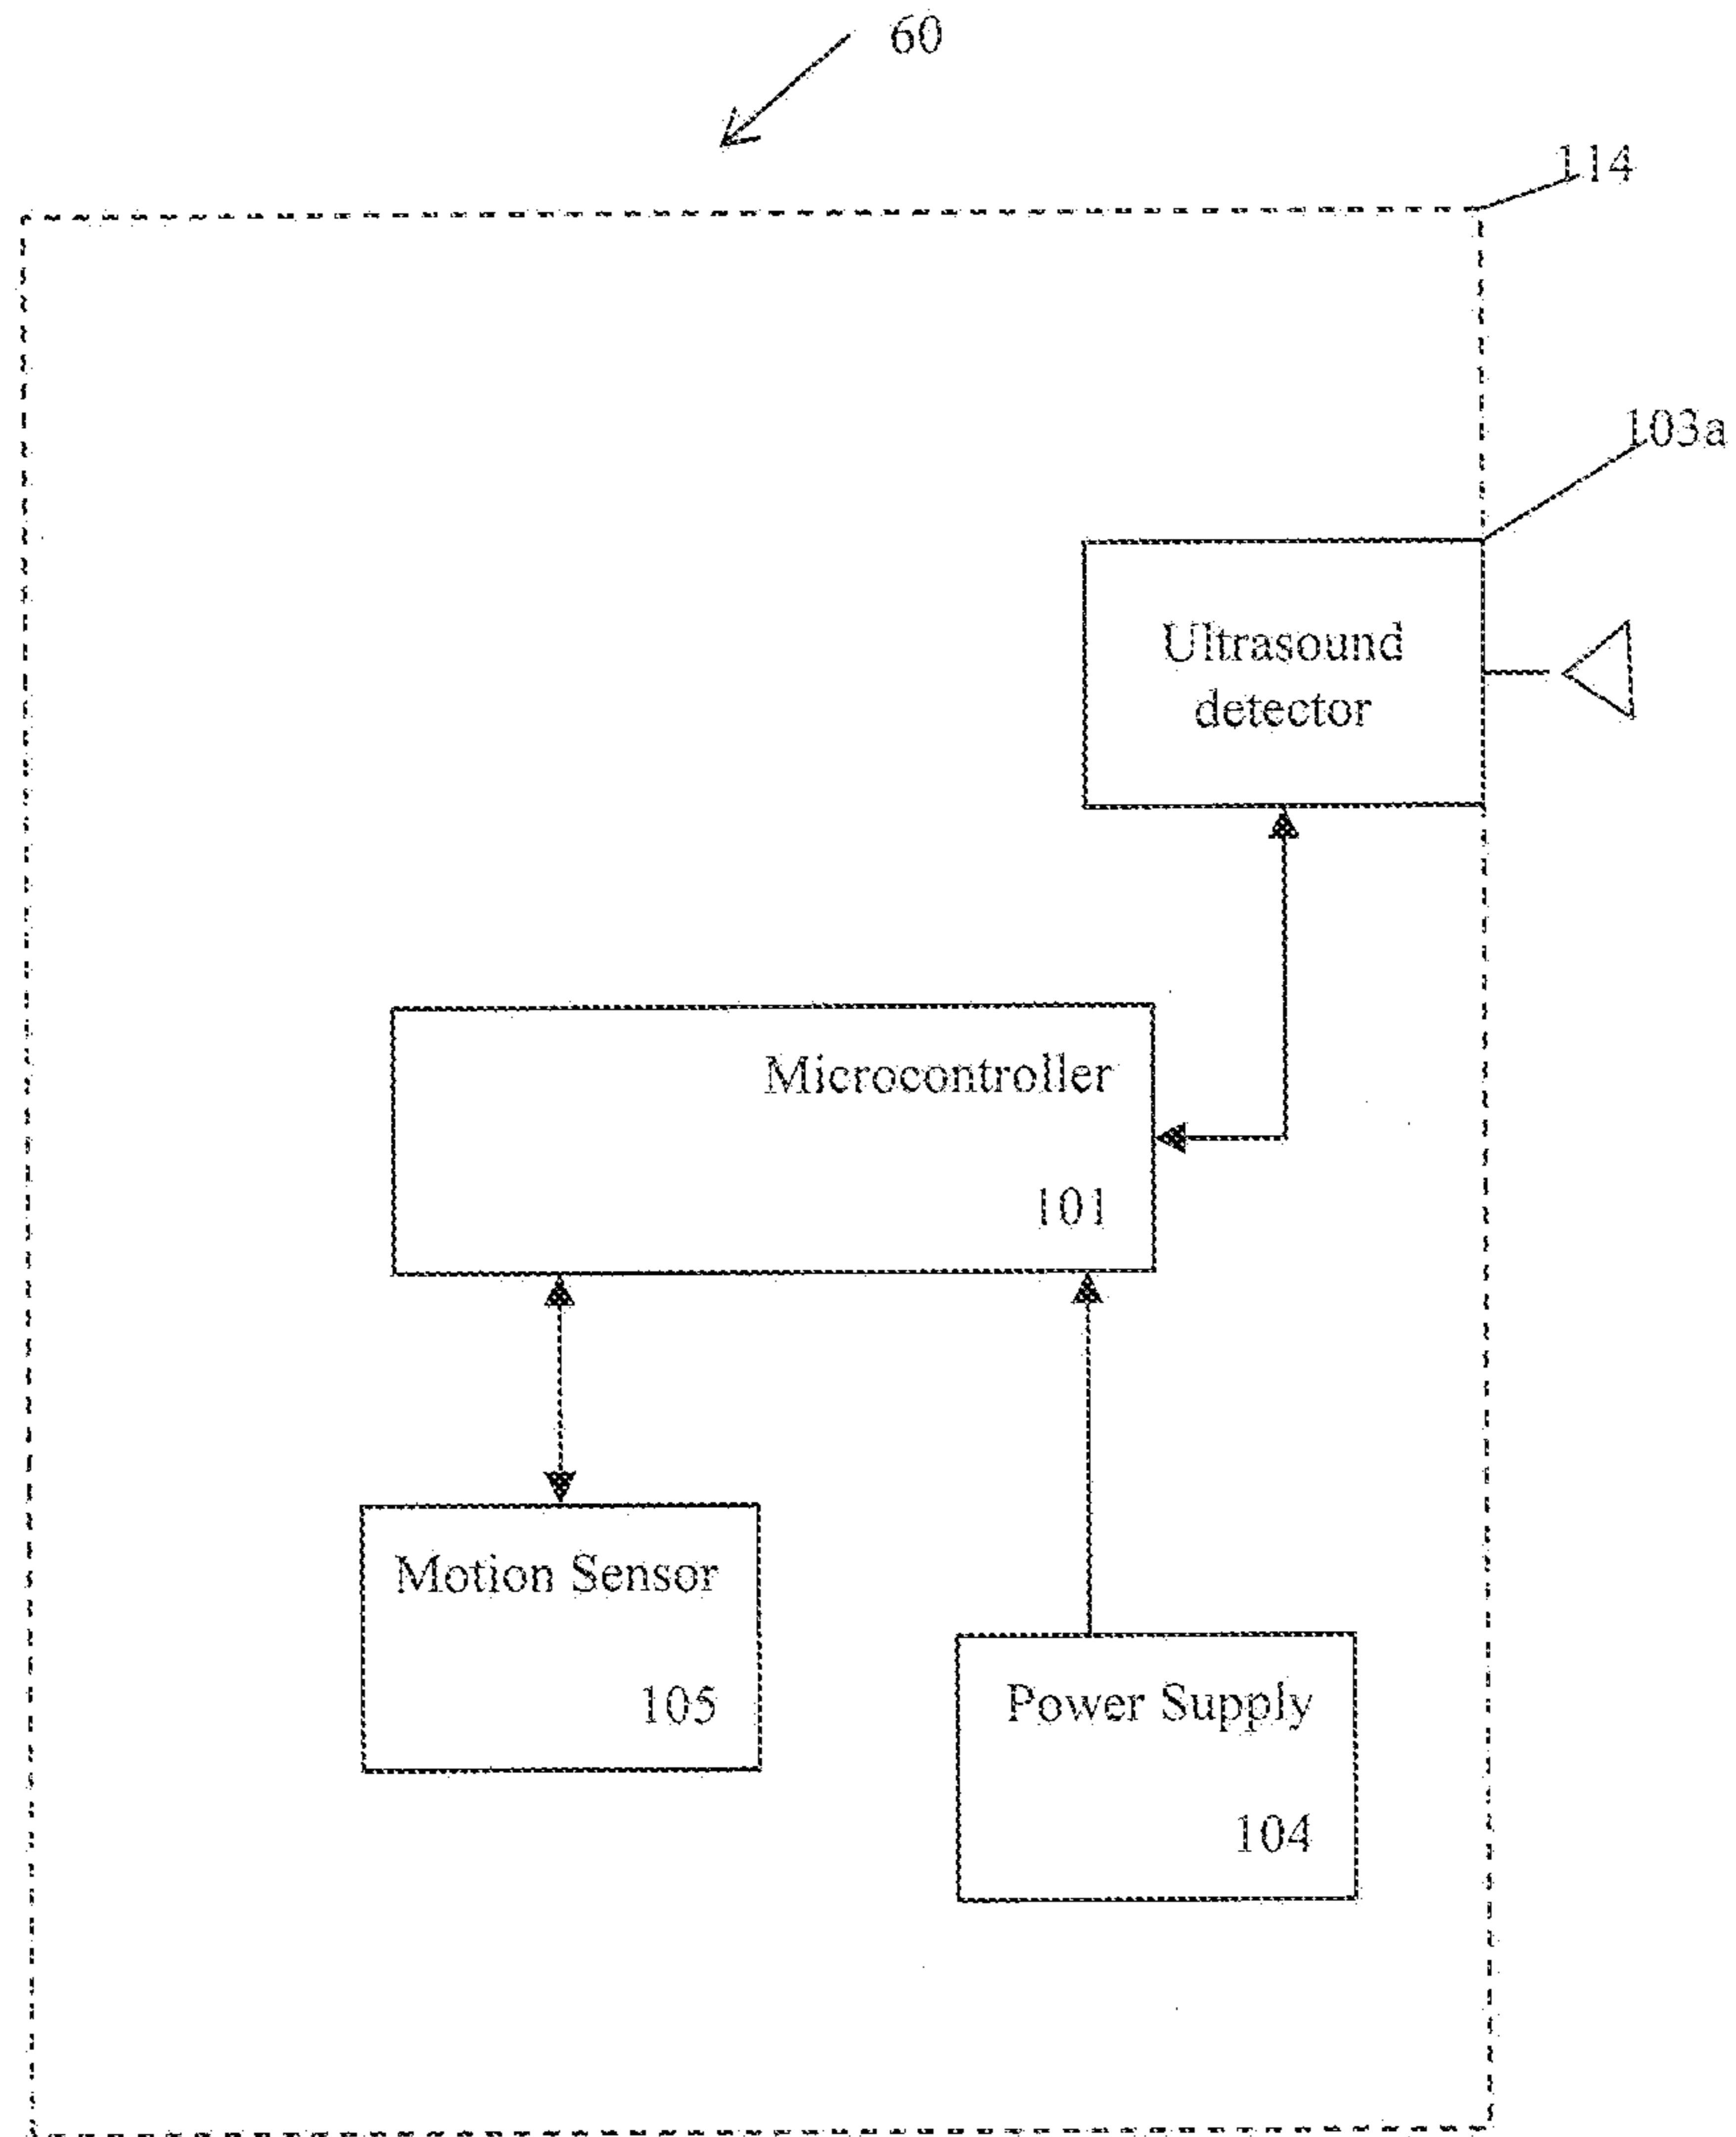 60
114
103a
Ultrasound
detector
Microcontroller
101
Motion Sensor
105
Power Supply
104